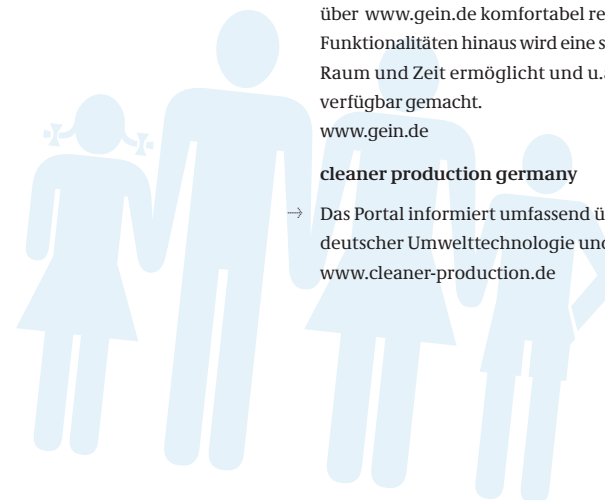 über www.gein.de komfortabel re
Funktionalitäten hinaus wird eine s
Raum und Zeit ermöglicht und u.
verfügbar gemacht.
www.gein.de
cleaner production germany
→ Das Portal informiert umfassend ü
deutscher Umwelttechnologie und
www.cleaner-production.de